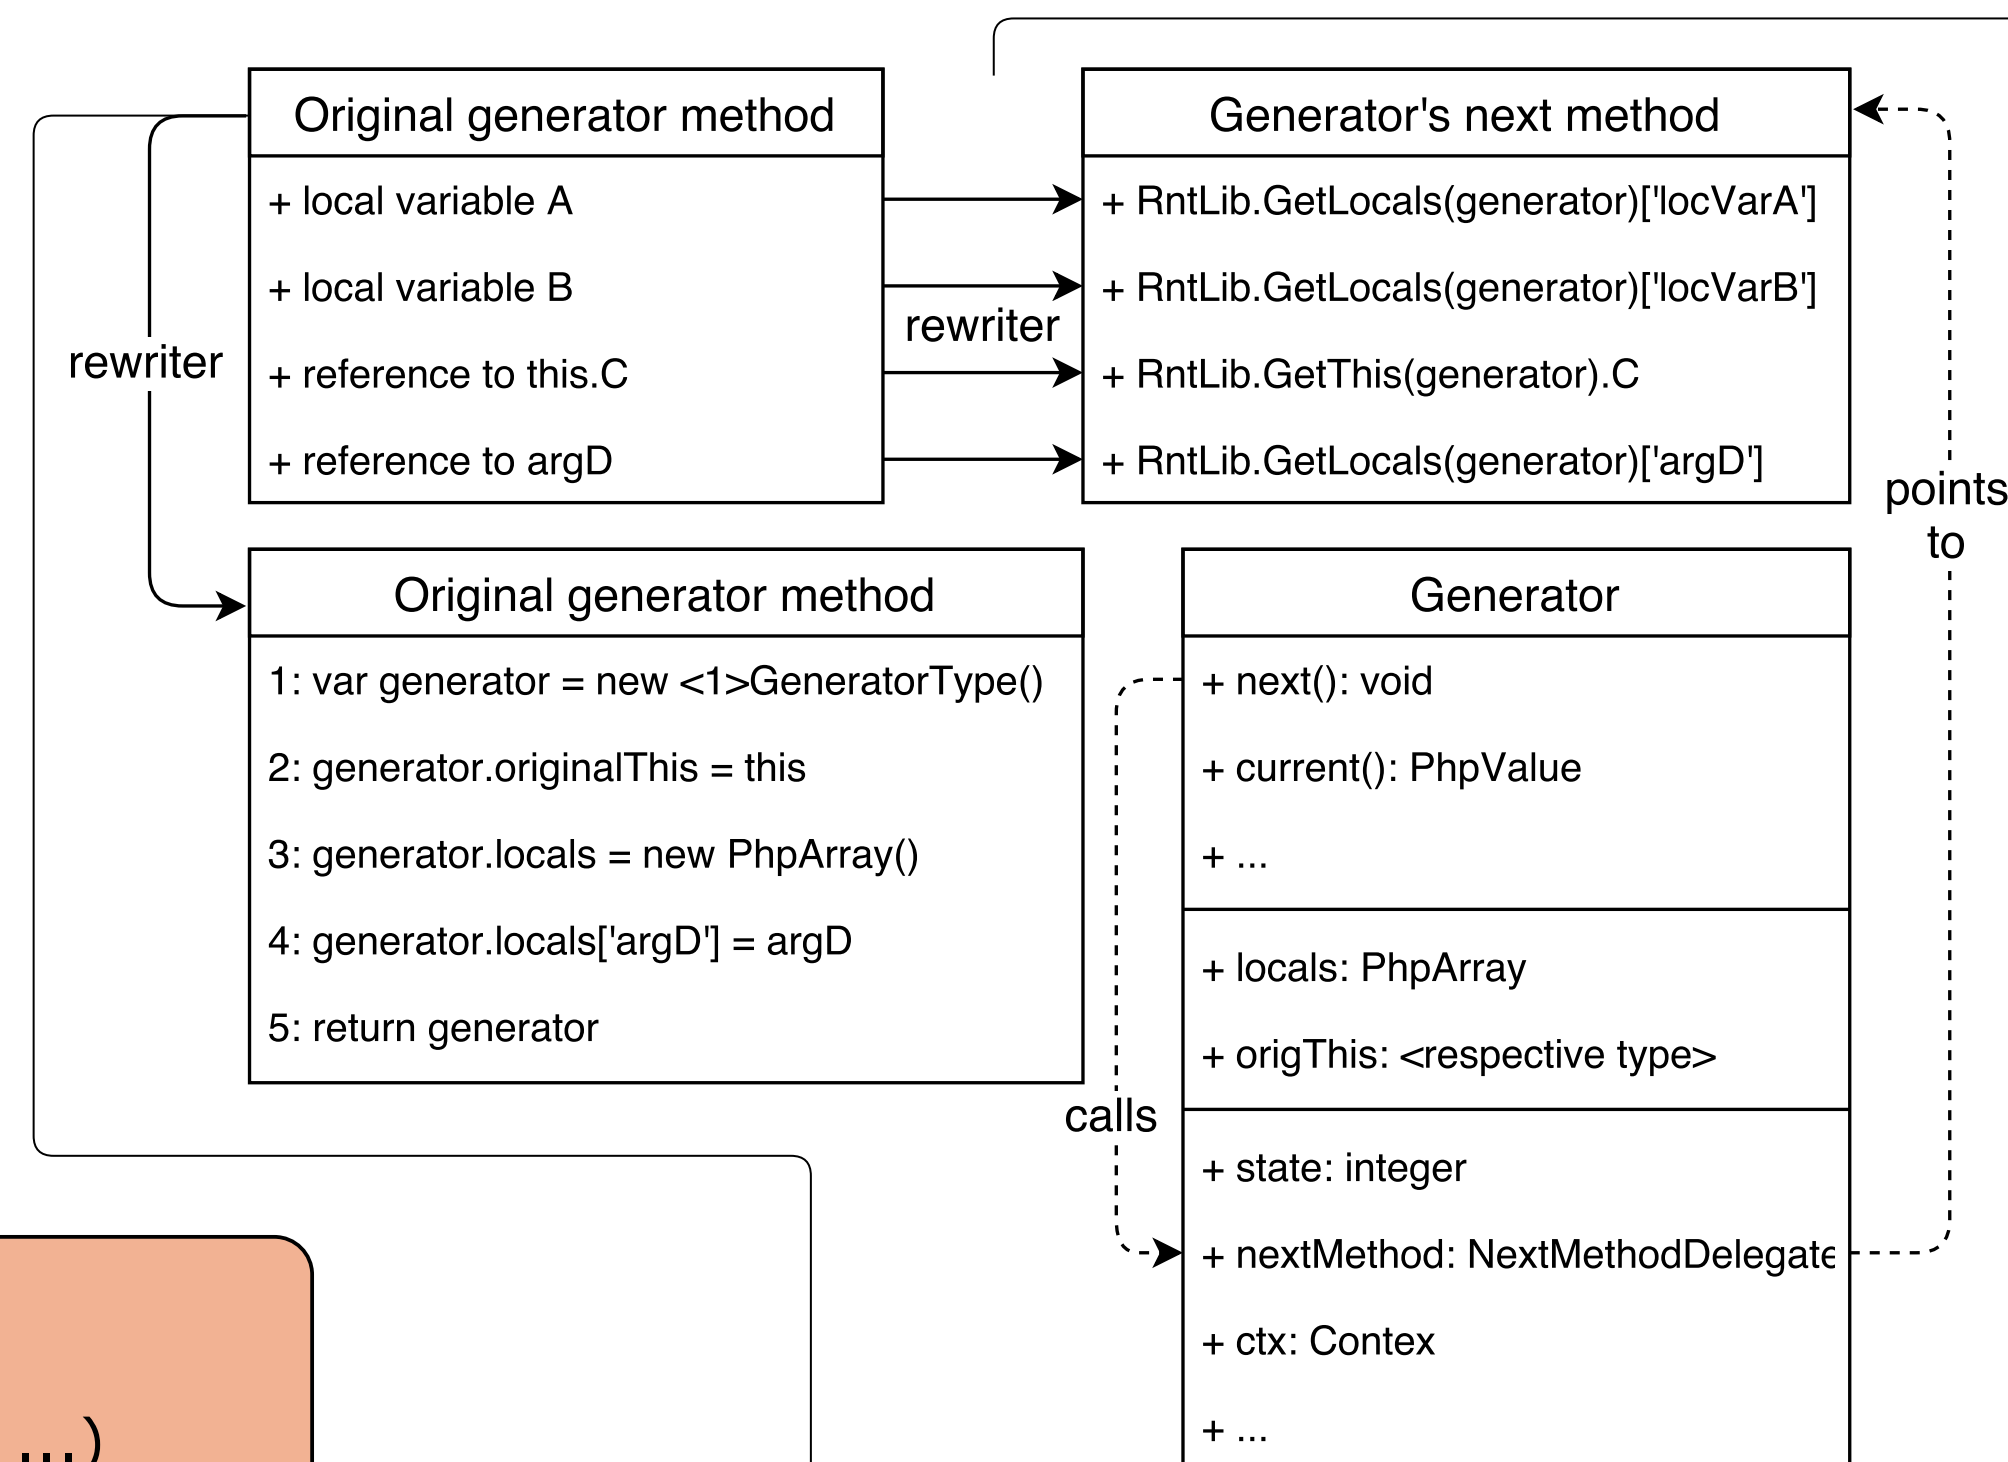 Original generator method
+ local variable A
+ local variable B
+ reference to this.C
+ reference to argD
rewriter
rewriter
Generator's next method
+ RntLib.GetLocals(generator)['locVarA']
+ RntLib.GetLocals(generator)['locVarB']
+ RntLib.GetThis(generator).C
+ RntLib.GetLocals(generator)['argD']
points
to
Original generator method
1: var generator = new <1>GeneratorType()
2: generator.originalThis = this
3: generator.locals = new PhpArray()
4: generator.locals['argD'] = argD
5: return generator
calls
Generator
+ next(): void
+ current(): PhpValue
+ ...
+ locals: PhpArray
+ origThis: <respective type>
+ state: integer
+ nextMethod: NextMethodDelegate
+ ctx: Contex
+ ...
...)